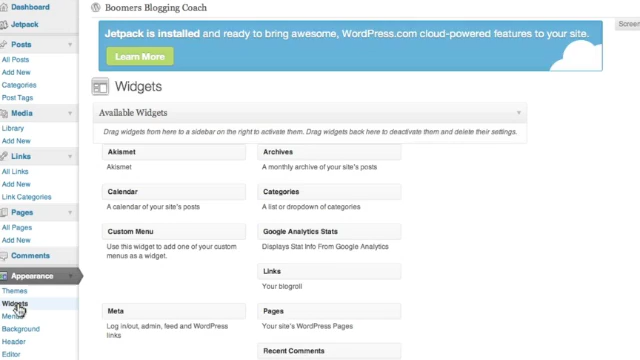 Dashboard
Jetpack
Posts
All Posts
Add New
Categories
Post Tags
Media
Library
Add New
Links
All Links
Add New
Link Categories
Pages
All Pages
Add New
Comments
Appearance
Themes
Widgets
Menus
Background
Header
Editor
Boomers Blogging Coach
Screen
Jetpack is installed and ready to bring awesome, WordPress.com cloud-powered features to your site.
Learn More
Widgets
Available Widgets
Drag widgets from here to a sidebar on the right to activate them. Drag widgets back here to deactivate them and delete their settings.
Akismet
Akismet
Archives
A monthly archive of your site's posts
Calendar
A calendar of your site's posts
Categories
A list or dropdown of categories
Custom Menu
Use this widget to add one of your custom
menus as a widget.
Google Analytics Stats
Displays Stat Info From Google Analytics
Links
Your blogroll
Meta
Log in/out, admin, feed and WordPress
links
Pages
Your site's WordPress Pages
Recent Comments